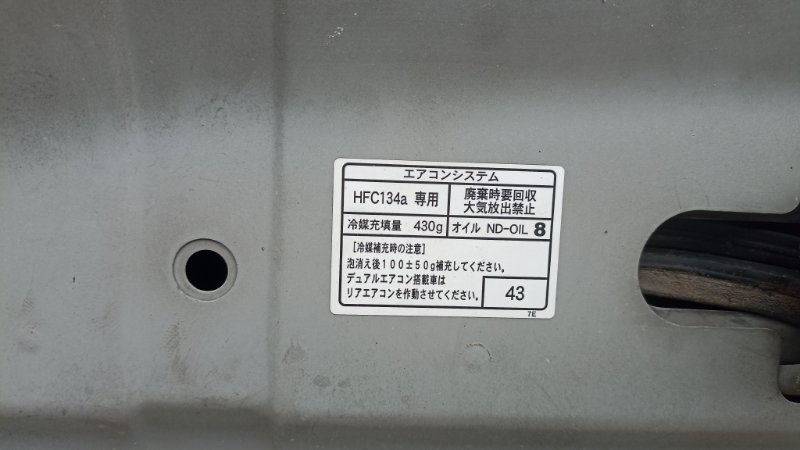 エアコンシステム
HFC134a 専用
廃棄時要回収
大気放出禁止
冷媒充填量 430g
オイル ND-OIL 8
[冷媒補充時の注意]
泡消え後100±50g補充してください。
デュアルエアコン搭載車は
リアエアコンを作動させてください。
43
7E